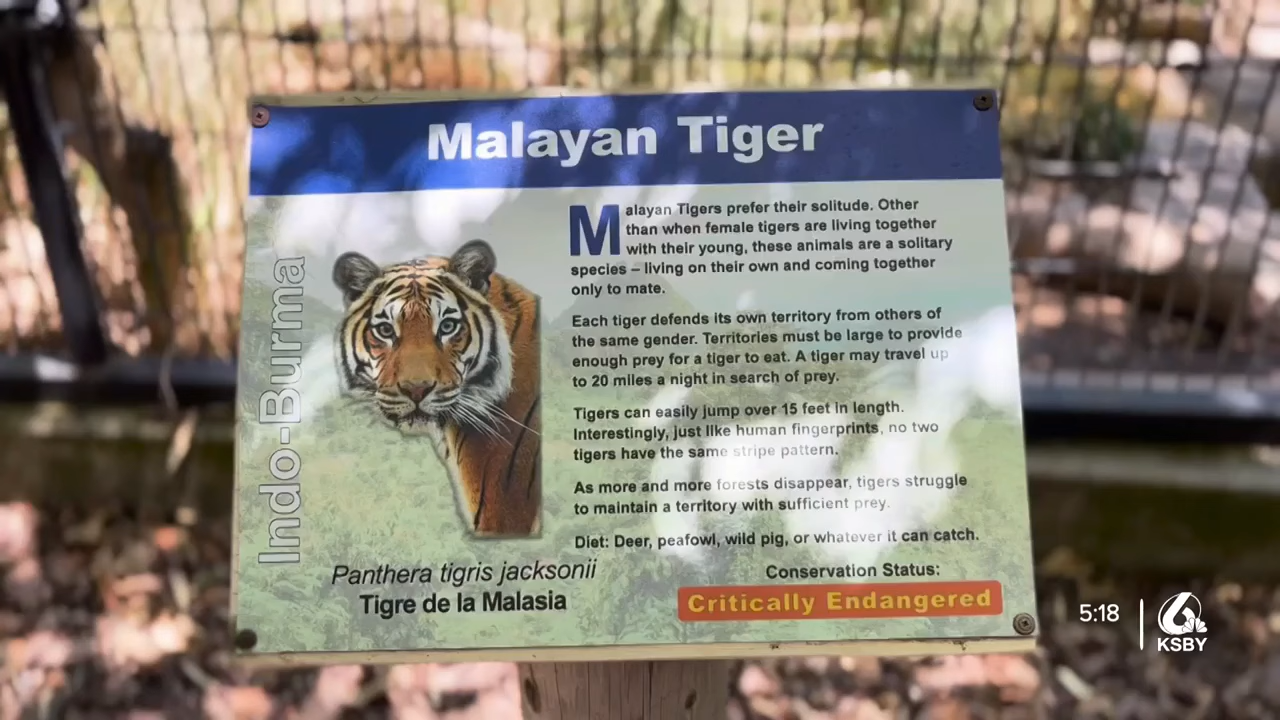 Malayan Tiger
Malayan Tigers prefer their solitude. Other
than when female tigers are living together
with their young, these animals are a solitary
species – living on their own and coming together
only to mate.
Each tiger defends its own territory from others of
the same gender. Territories must be large to provide
enough prey for a tiger to eat. A tiger may travel up
to 20 miles a night in search of prey.
Tigers can easily jump over 15 feet in length.
Interestingly, just like human fingerprints, no two
tigers have the same stripe pattern.
As more and more forests disappear, tigers struggle
to maintain a territory with sufficient prey.
Diet: Deer, peafowl, wild pig, or whatever it can catch.
Indo-Burma
Panthera tigris jacksonii
Tigre de la Malasia
Conservation Status:
Critically Endangered
5:18
6
KSBY